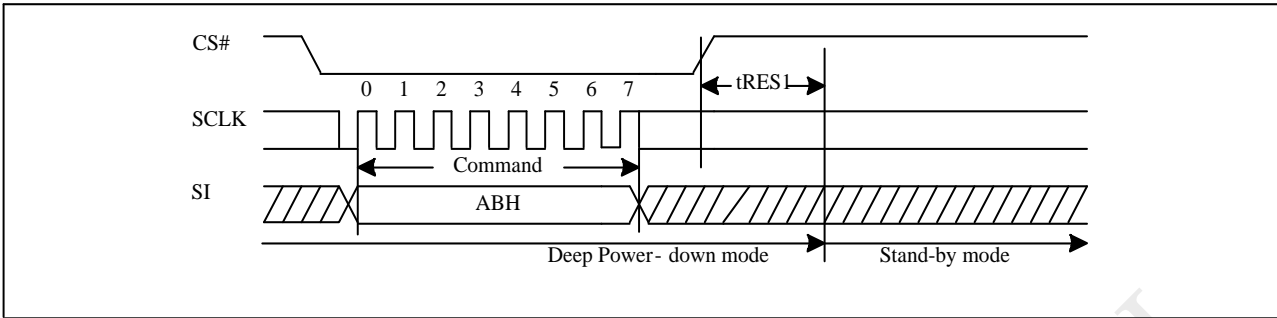 CS#
tRES1
0 1 2 3 4 5 6 7
SCLK
Command
SI
ABH
Deep Power- down mode Stand-by mode